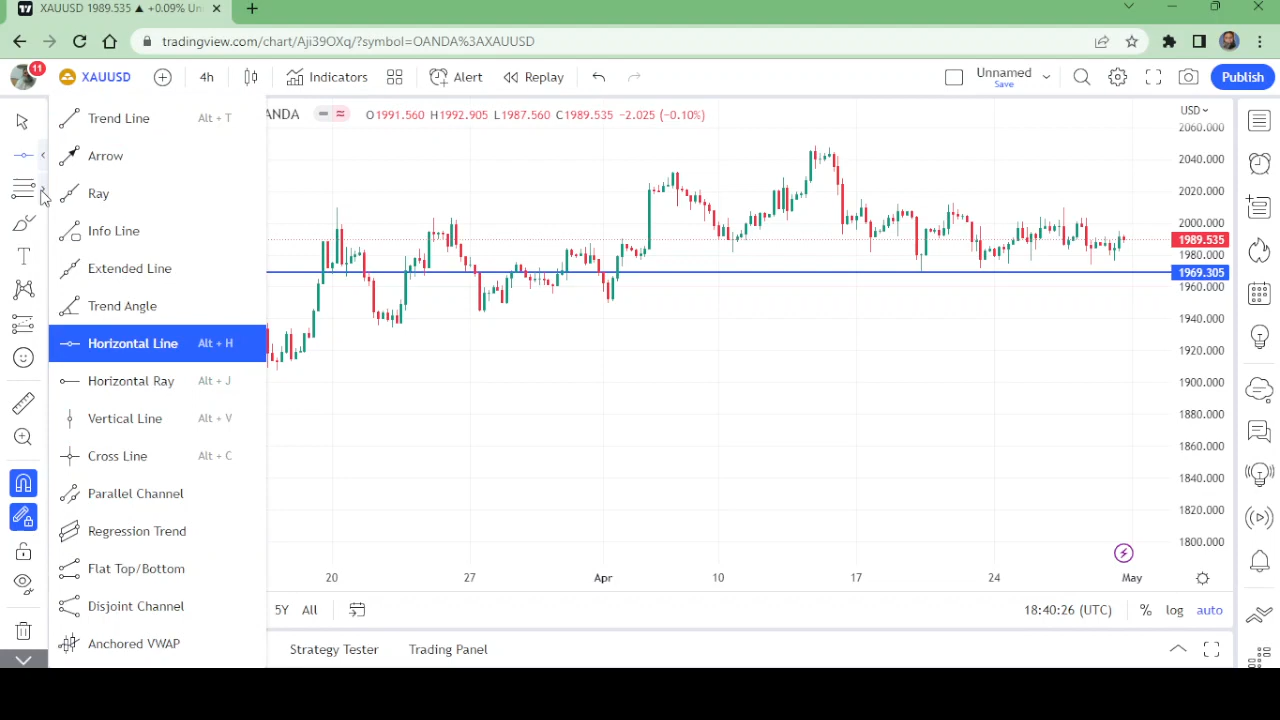 XAUUSD 1989.535 ▲ +0.09% Un
tradingview.com/chart/Aji39OXq/?symbol=OANDA%3AXAUUSD
11
XAUUSD
4h
Indicators
Alert
Replay
Unnamed
Save
Publish
Trend Line Alt + T
Arrow
Ray
Info Line
Extended Line
Trend Angle
Horizontal Line Alt + H
Horizontal Ray Alt + J
Vertical Line Alt + V
Cross Line Alt + C
Parallel Channel
Regression Trend
Flat Top/Bottom
Disjoint Channel
Anchored VWAP
ANDA O1991.560 H1992.905 L1987.560 C1989.535 −2.025 (−0.10%)
USD
2060.000
2040.000
2020.000
2000.000
1989.535
1980.000
1969.305
1960.000
1940.000
1920.000
1900.000
1880.000
1860.000
1840.000
1820.000
1800.000
20 27 Apr 10 17 24 May
5Y All
18:40:26 (UTC) % log auto
Strategy Tester Trading Panel